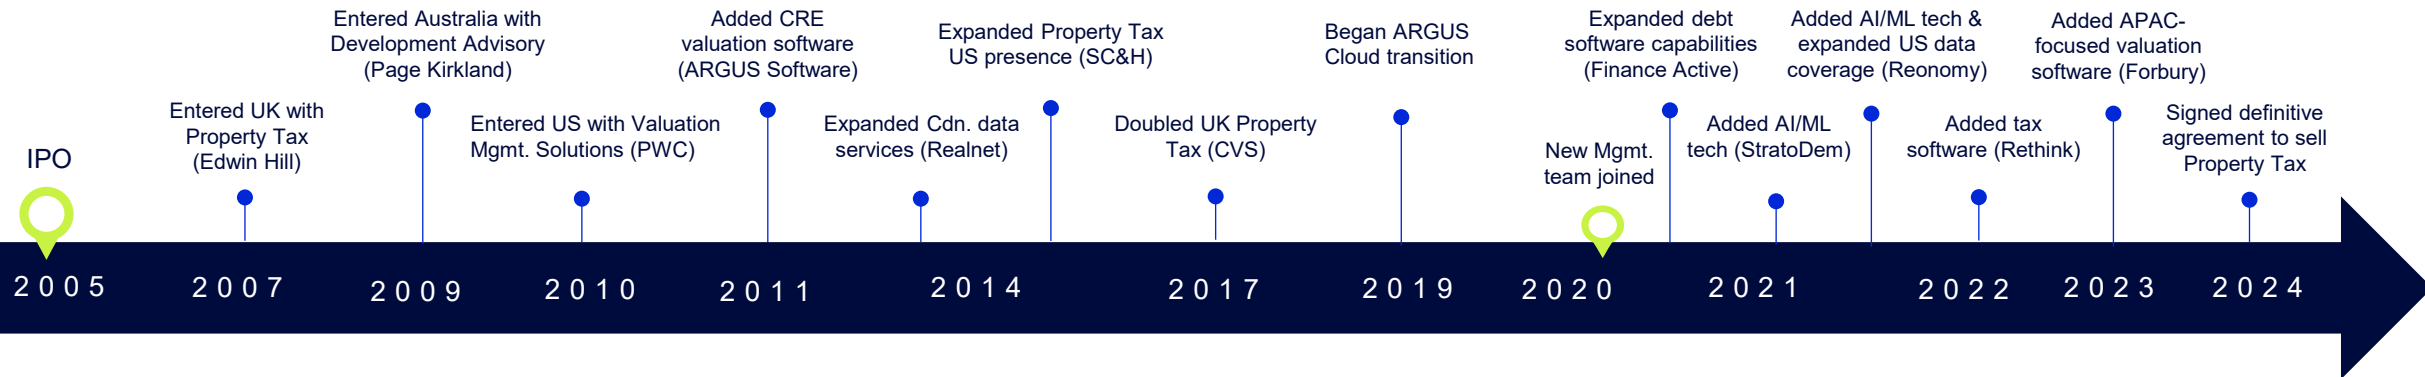 IPO
Entered UK with
Property Tax
(Edwin Hill)
Entered Australia with
Development Advisory
(Page Kirkland)
Entered US with Valuation
Mgmt. Solutions (PWC)
Added CRE
valuation software
(ARGUS Software)
Expanded Cdn. data
services (Realnet)
Expanded Property Tax
US presence (SC&H)
Doubled UK Property
Tax (CVS)
Began ARGUS
Cloud transition
New Mgmt.
team joined
Expanded debt
software capabilities
(Finance Active)
Added AI/ML
tech (StratoDem)
Added AI/ML tech &
expanded US data
coverage (Reonomy)
Added tax
software (Rethink)
Added APAC-
focused valuation
software (Forbury)
Signed definitive
agreement to sell
Property Tax
2005
2007
2009
2010
2011
2014
2017
2019
2020
2021
2022
2023
2024